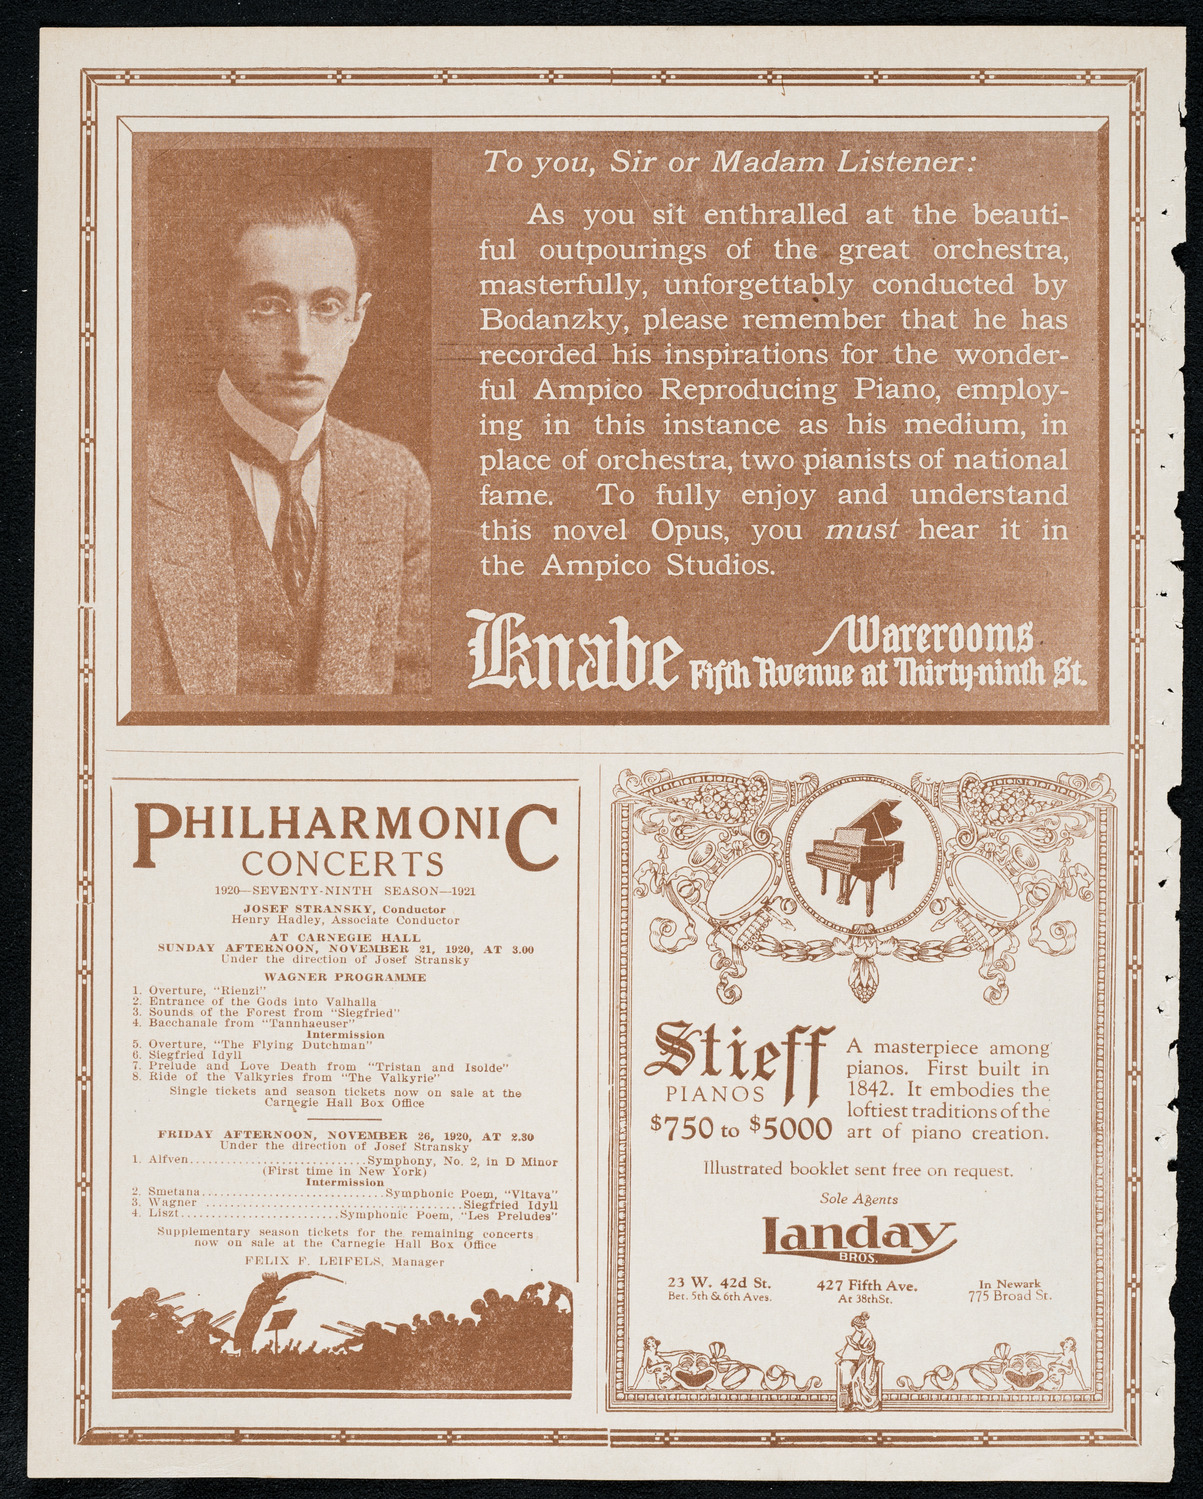 To you, Sir or Madam Listener:
As you sit enthralled at the beauti-
ful outpourings of the great orchestra,
masterfully, unforgettably conducted by
Bodanzky, please remember that he has
recorded his inspirations for the wonder-
ful Ampico Reproducing Piano, employ-
ing in this instance as his medium, in
place of orchestra, two pianists of national
fame. To fully enjoy and understand
this novel Opus, you must hear it in
the Ampico Studios.
Knabe Warerooms
Fifth Avenue at Thirty-ninth St.
PHILHARMONIC
CONCERTS
1920—SEVENTY-NINTH SEASON—1921
JOSEF STRANSKY, Conductor
Henry Hadley, Associate Conductor
AT CARNEGIE HALL
SUNDAY AFTERNOON, NOVEMBER 21, 1920, AT 3.00
Under the direction of Josef Stransky
WAGNER PROGRAMME
1. Overture, "Rienzi"
2. Entrance of the Gods into Valhalla
3. Sounds of the Forest from "Siegfried"
4. Bacchanale from "Tannhaeuser"
Intermission
5. Overture, "The Flying Dutchman"
6. Siegfried Idyll
7. Prelude and Love Death from "Tristan and Isolde"
8. Ride of the Valkyries from "The Valkyrie"
Single tickets and season tickets now on sale at the
Carnegie Hall Box Office
FRIDAY AFTERNOON, NOVEMBER 26, 1920, AT 2.30
Under the direction of Josef Stransky
1. Alfven............................Symphony, No. 2, in D Minor
(First time in New York)
Intermission
2. Smetana.............................Symphonic Poem, "Vltava"
3. Wagner .........................................Siegfried Idyll
4. Liszt.....................Symphonic Poem, "Les Preludes"
Supplementary season tickets for the remaining concerts
now on sale at the Carnegie Hall Box Office
FELIX F. LEIFELS, Manager
Stieff
PIANOS
$750 to $5000
A masterpiece among
pianos. First built in
1842. It embodies the
loftiest traditions of the
art of piano creation.
Illustrated booklet sent free on request.
Sole Agents
Landay
BROS.
23 W. 42d St.
Bet. 5th & 6th Aves.
427 Fifth Ave.
At 38th St.
In Newark
775 Broad St.